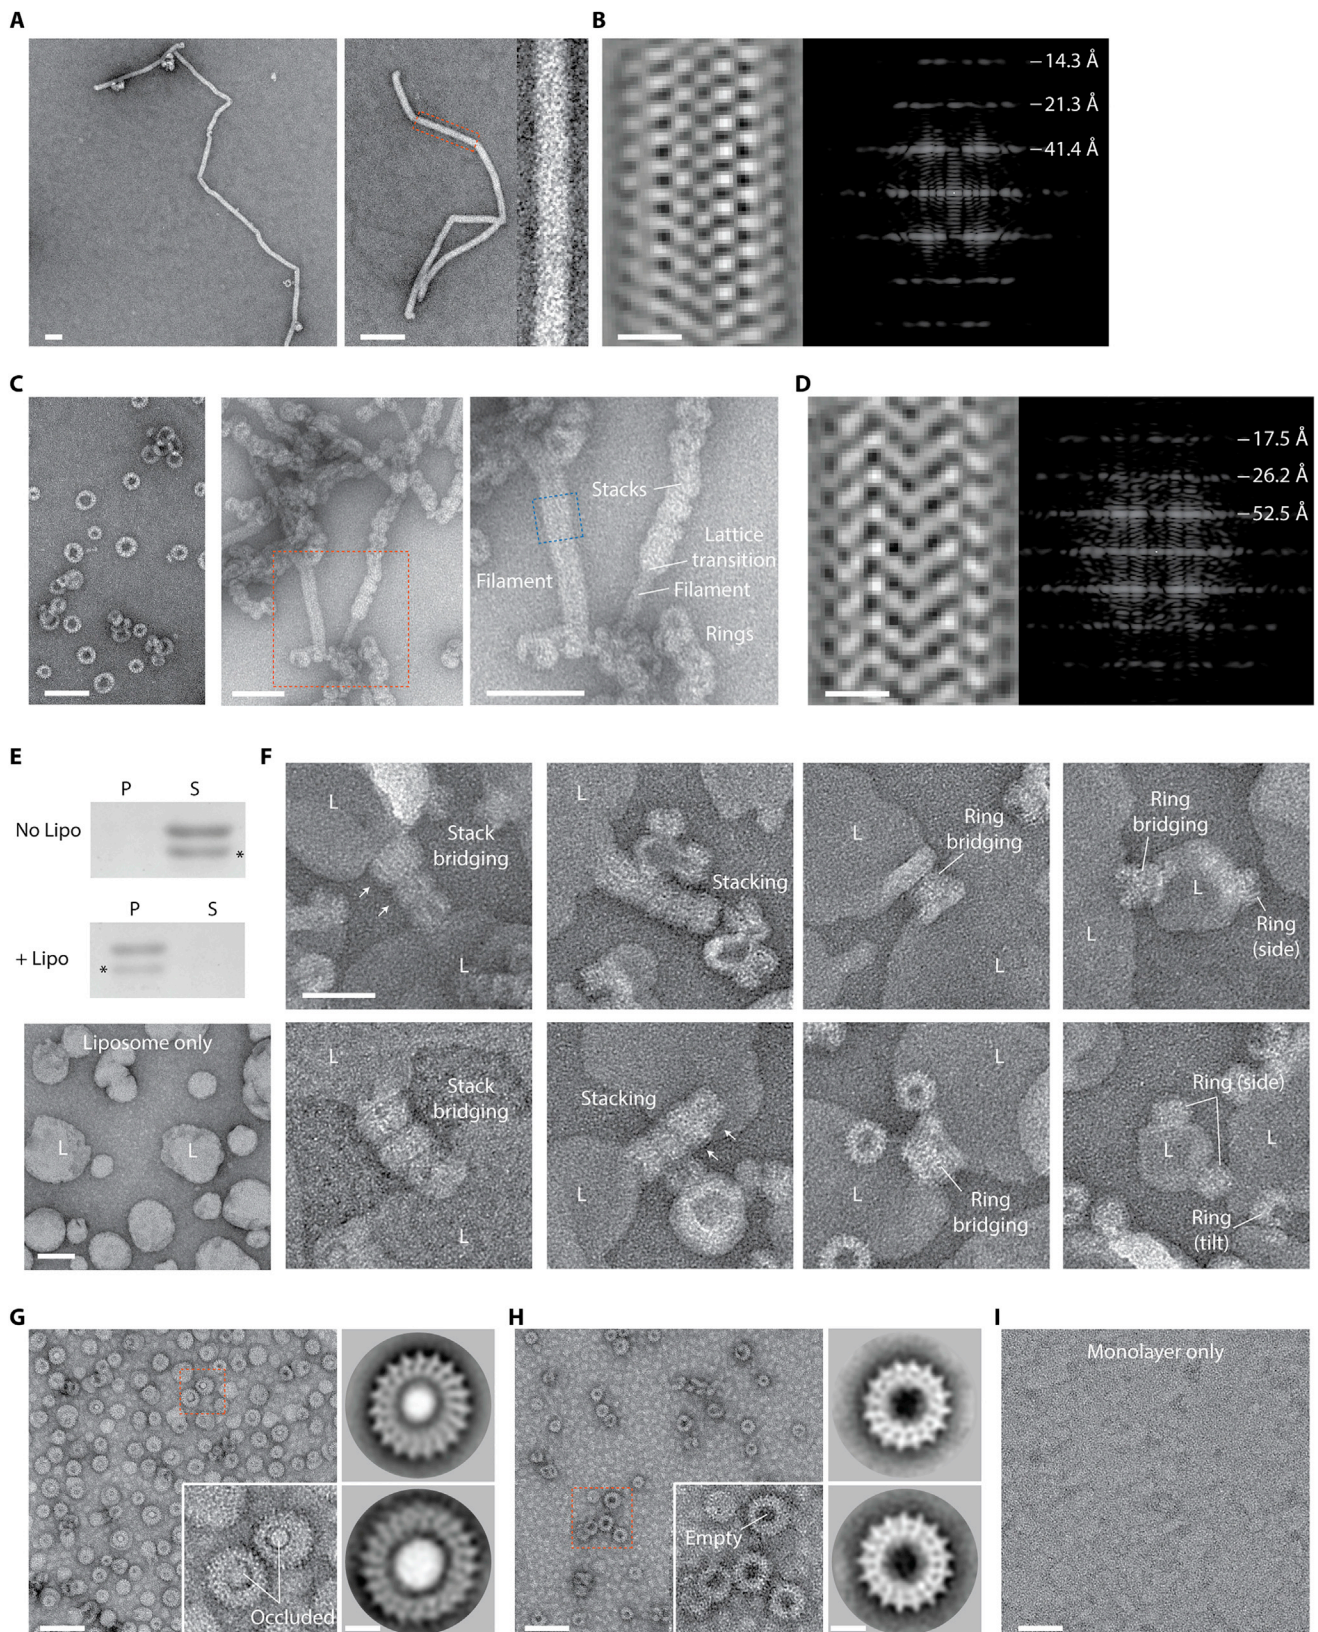 A
B
−14.3 Å
−21.3 Å
−41.4 Å
C
D
Stacks
Lattice
transition
Filament
Filament
Rings
−17.5 Å
−26.2 Å
−52.5 Å
E
F
P S
No Lipo
*
P S
+ Lipo
*
Liposome only
L
L
L
Stack
bridging
L
L
Stacking
L
Ring
bridging
L
Ring
bridging
L
L
Ring
(side)
L
Stack
bridging
L
Stacking
L
L
L
Ring
bridging
Ring (side)
L
L
Ring
(tilt)
G
H
I
Occluded
Empty
Monolayer only